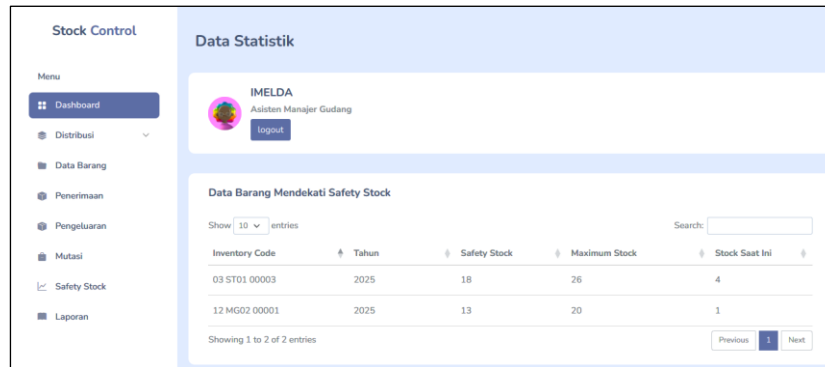 Stock Control
Menu
Dashboard
Distribusi
Data Barang
Penerimaan
Pengeluaran
Mutasi
Safety Stock
Laporan
Data Statistik
IMELDA
Asisten Manajer Gudang
logout
Data Barang Mendekati Safety Stock
Show 10 entries Search:
Inventory Code Tahun Safety Stock Maximum Stock Stock Saat Ini
03 ST01 00003 2025 18 26 4
12 MG02 00001 2025 13 20 1
Showing 1 to 2 of 2 entries Previous 1 Next